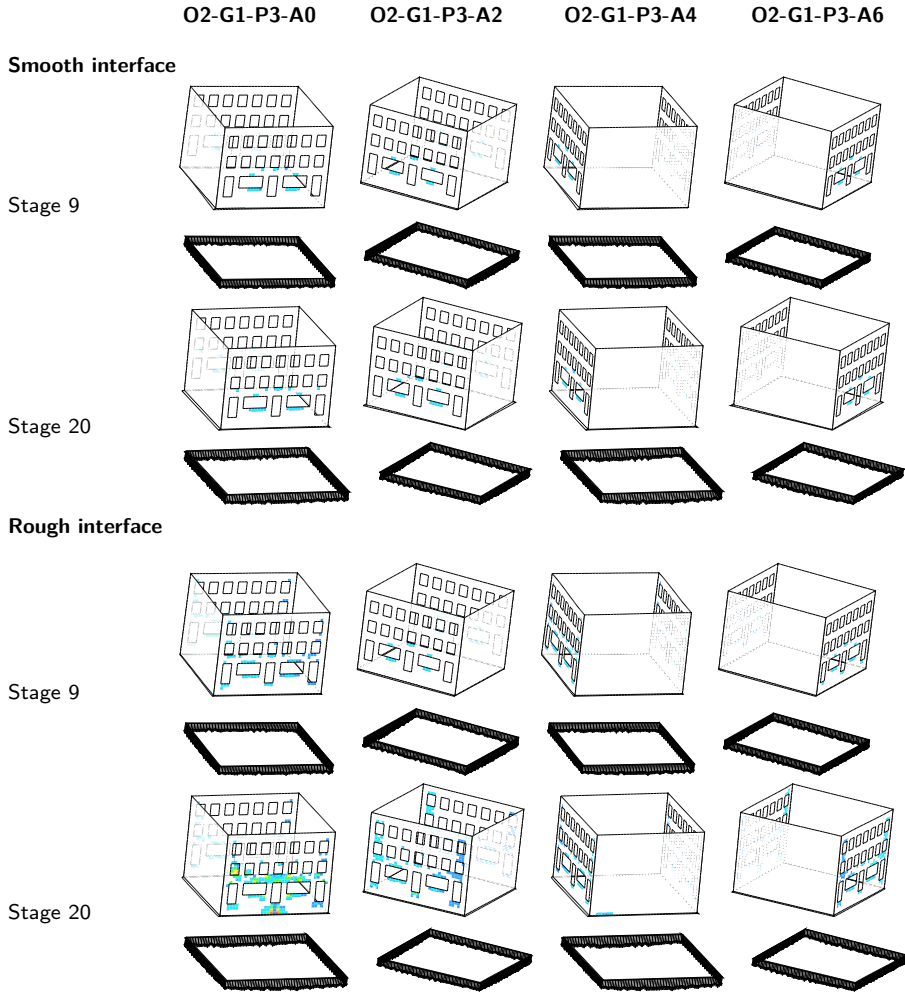 O2-G1-P3-A0 O2-G1-P3-A2 O2-G1-P3-A4 O2-G1-P3-A6
Smooth interface
Stage 9
Stage 20
Rough interface
Stage 9
Stage 20